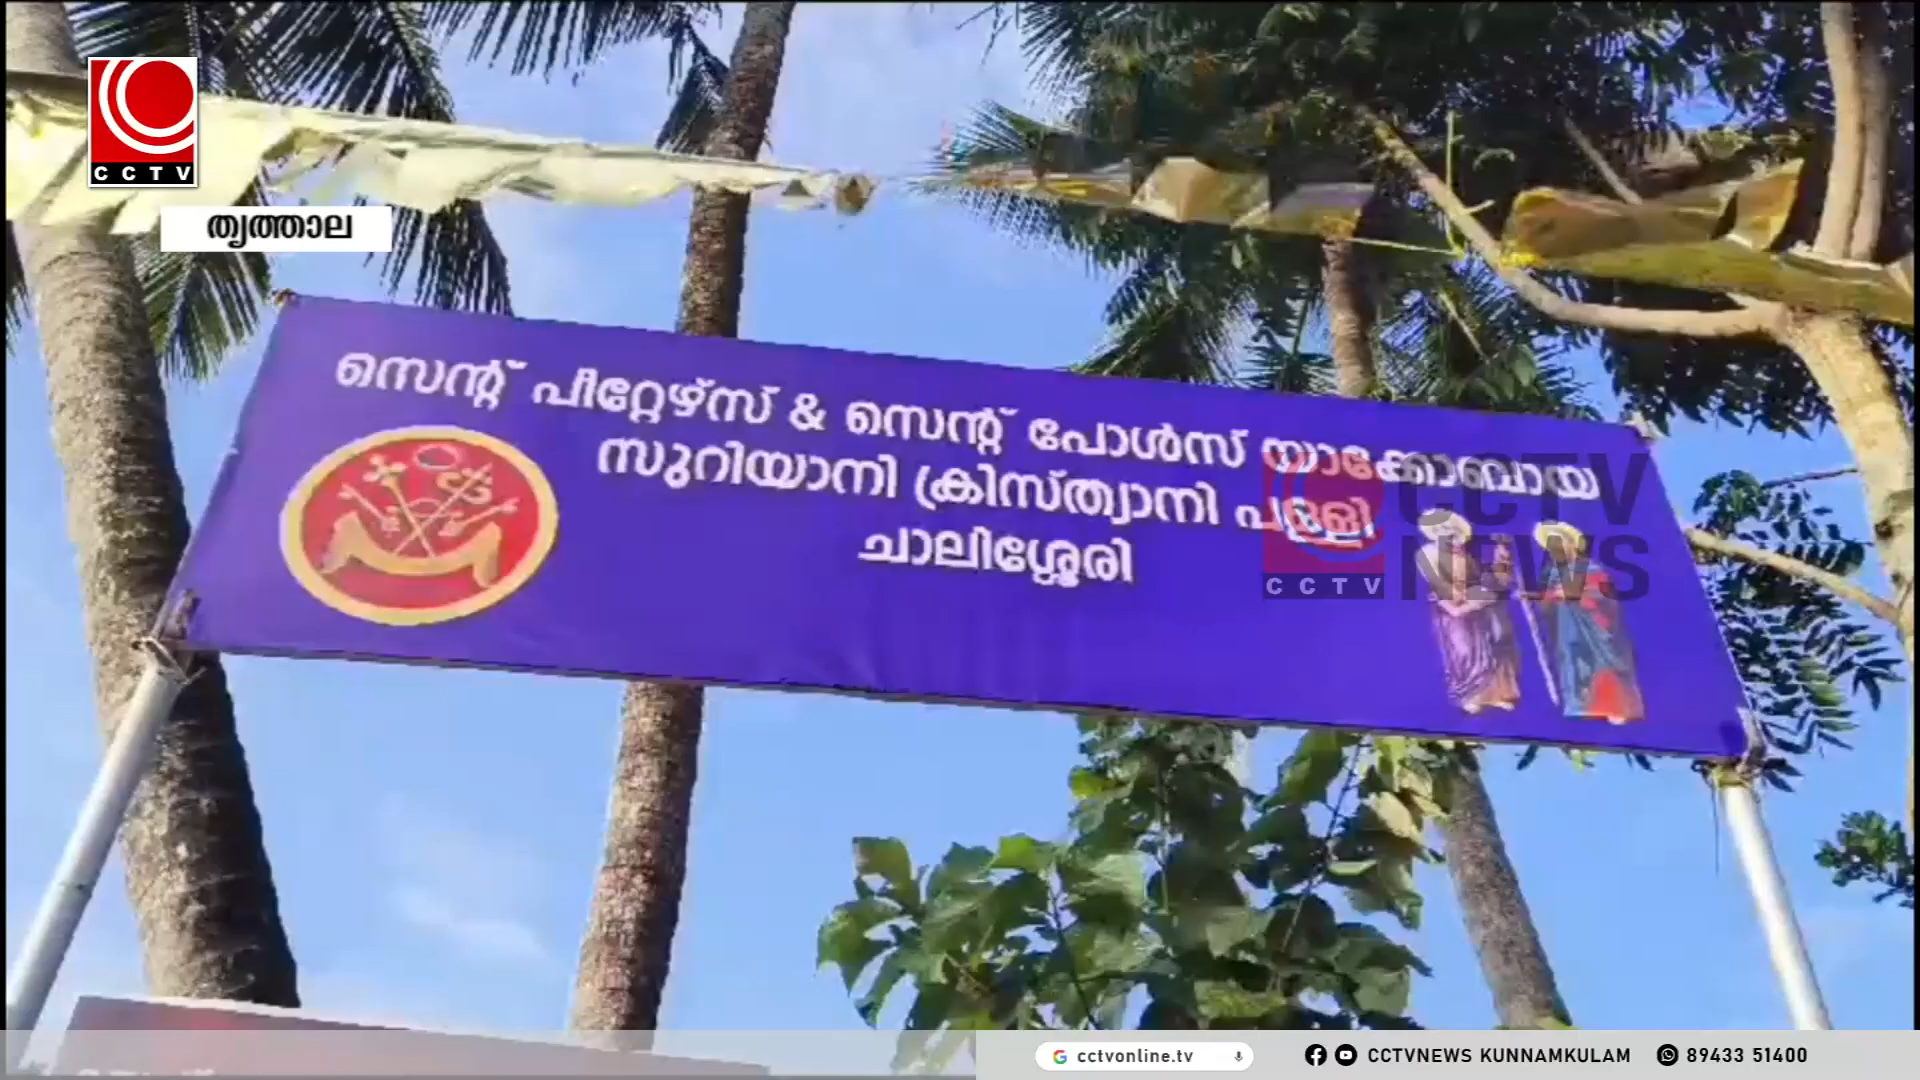 CCTV
തൃത്താല
സെന്റ് പീറ്റേഴ്സ് & സെന്റ് പോൾസ് യാക്കോബായ
സുറിയാനി ക്രിസ്ത്യാനി പള്ളി
ചാലിശ്ശേരി
CCTV
NEWS
CCTV
cctvonline.tv
CCTVNEWS KUNNAMKULAM
89433 51400